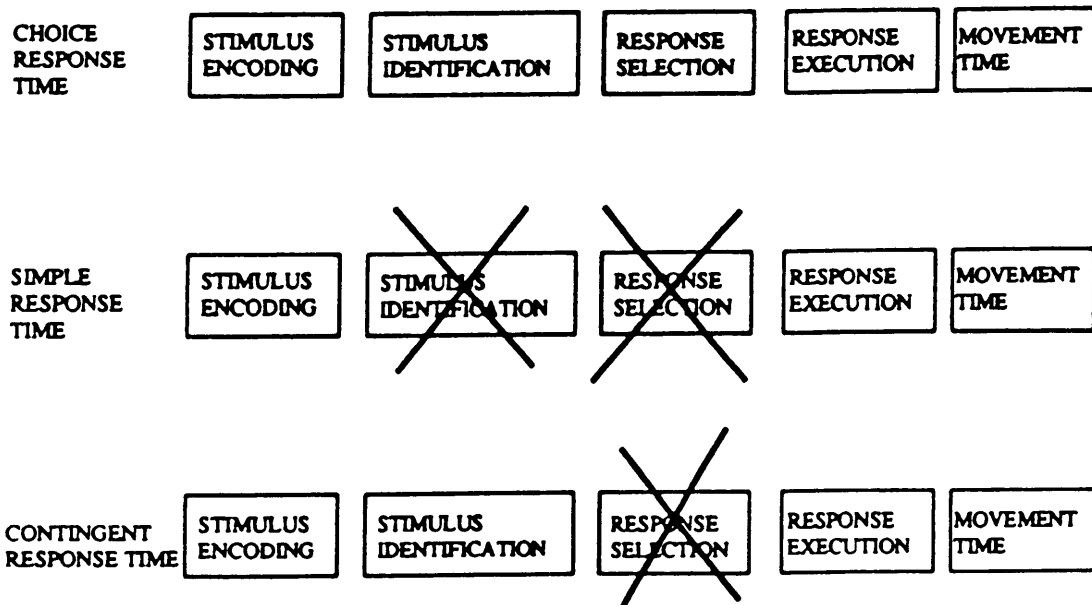 CHOICE
RESPONSE
TIME
STIMULUS
ENCODING
STIMULUS
IDENTIFICATION
RESPONSE
SELECTION
RESPONSE
EXECUTION
MOVEMENT
TIME
SIMPLE
RESPONSE
TIME
STIMULUS
ENCODING
STIMULUS
IDENTIFICATION
RESPONSE
SELECTION
RESPONSE
EXECUTION
MOVEMENT
TIME
CONTINGENT
RESPONSE TIME
STIMULUS
ENCODING
STIMULUS
IDENTIFICATION
RESPONSE
SELECTION
RESPONSE
EXECUTION
MOVEMENT
TIME